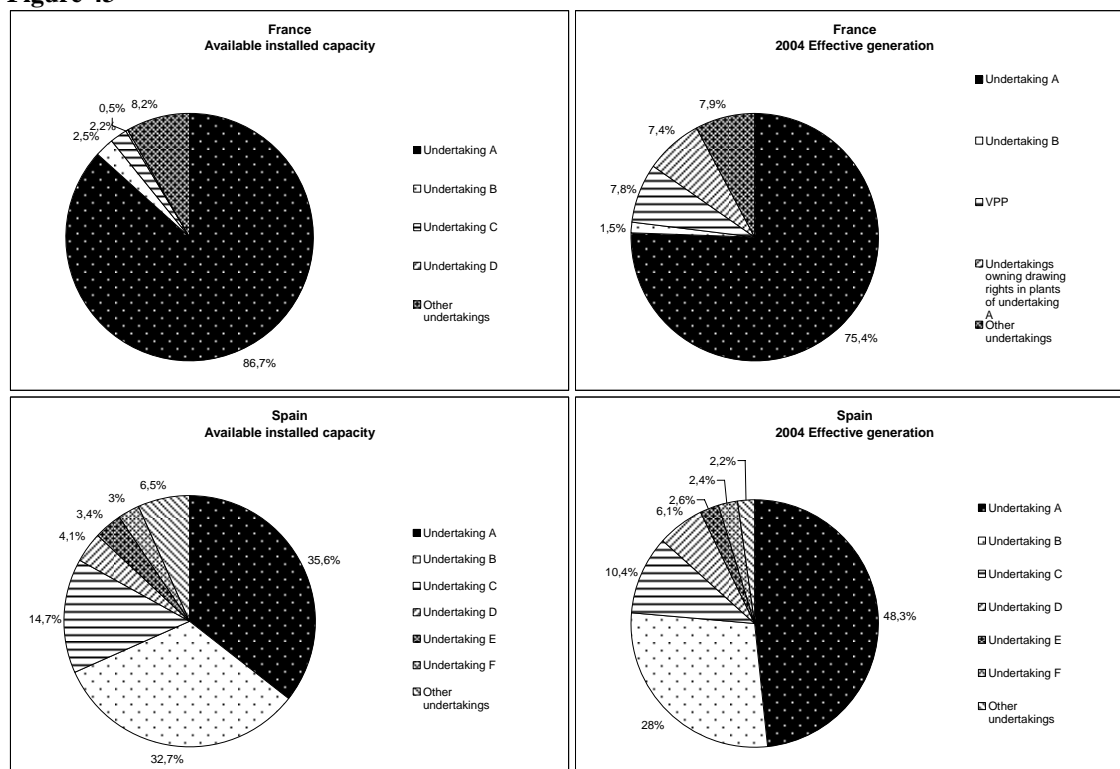 Figure
France
Available installed capacity
0,5%
8,2%
2,2%
2,5%
86,7%
Undertaking A
Undertaking B
Undertaking C
Undertaking D
Other
undertakings
France
2004 Effective generation
7,9%
7,4%
7,8%
1,5%
75,4%
Undertaking A
Undertaking B
VPP
Undertakings
owning drawing
rights in plants
of undertaking
A
Other
undertakings
Spain
Available installed capacity
6,5%
3%
3,4%
4,1%
14,7%
35,6%
32,7%
Undertaking A
Undertaking B
Undertaking C
Undertaking D
Undertaking E
Undertaking F
Other
undertakings
Spain
2004 Effective generation
2,2%
2,4%
2,6%
6,1%
10,4%
48,3%
28%
Undertaking A
Undertaking B
Undertaking C
Undertaking D
Undertaking E
Undertaking F
Other
undertakings